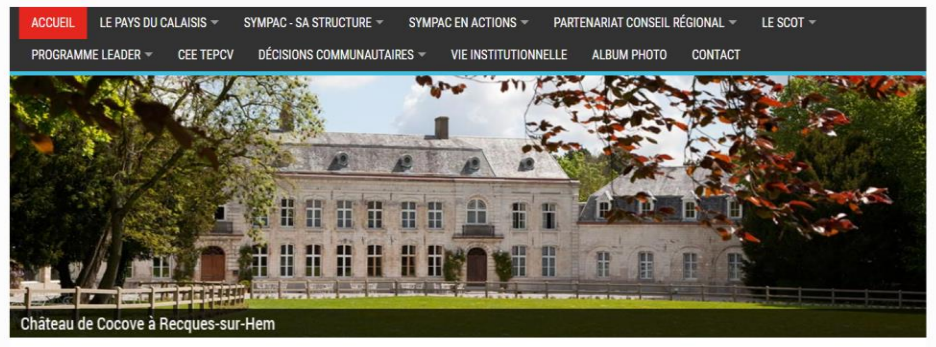 ACCUEIL LE PAYS DU CALAISIS SYMPAC - SA STRUCTURE SYMPAC EN ACTIONS PARTENARIAT CONSEIL RÉGIONAL LE SCOT
PROGRAMME LEADER CEE TEPCV DÉCISIONS COMMUNAUTAIRES VIE INSTITUTIONNELLE ALBUM PHOTO CONTACT
Château de Cocove à Recques-sur-Hem